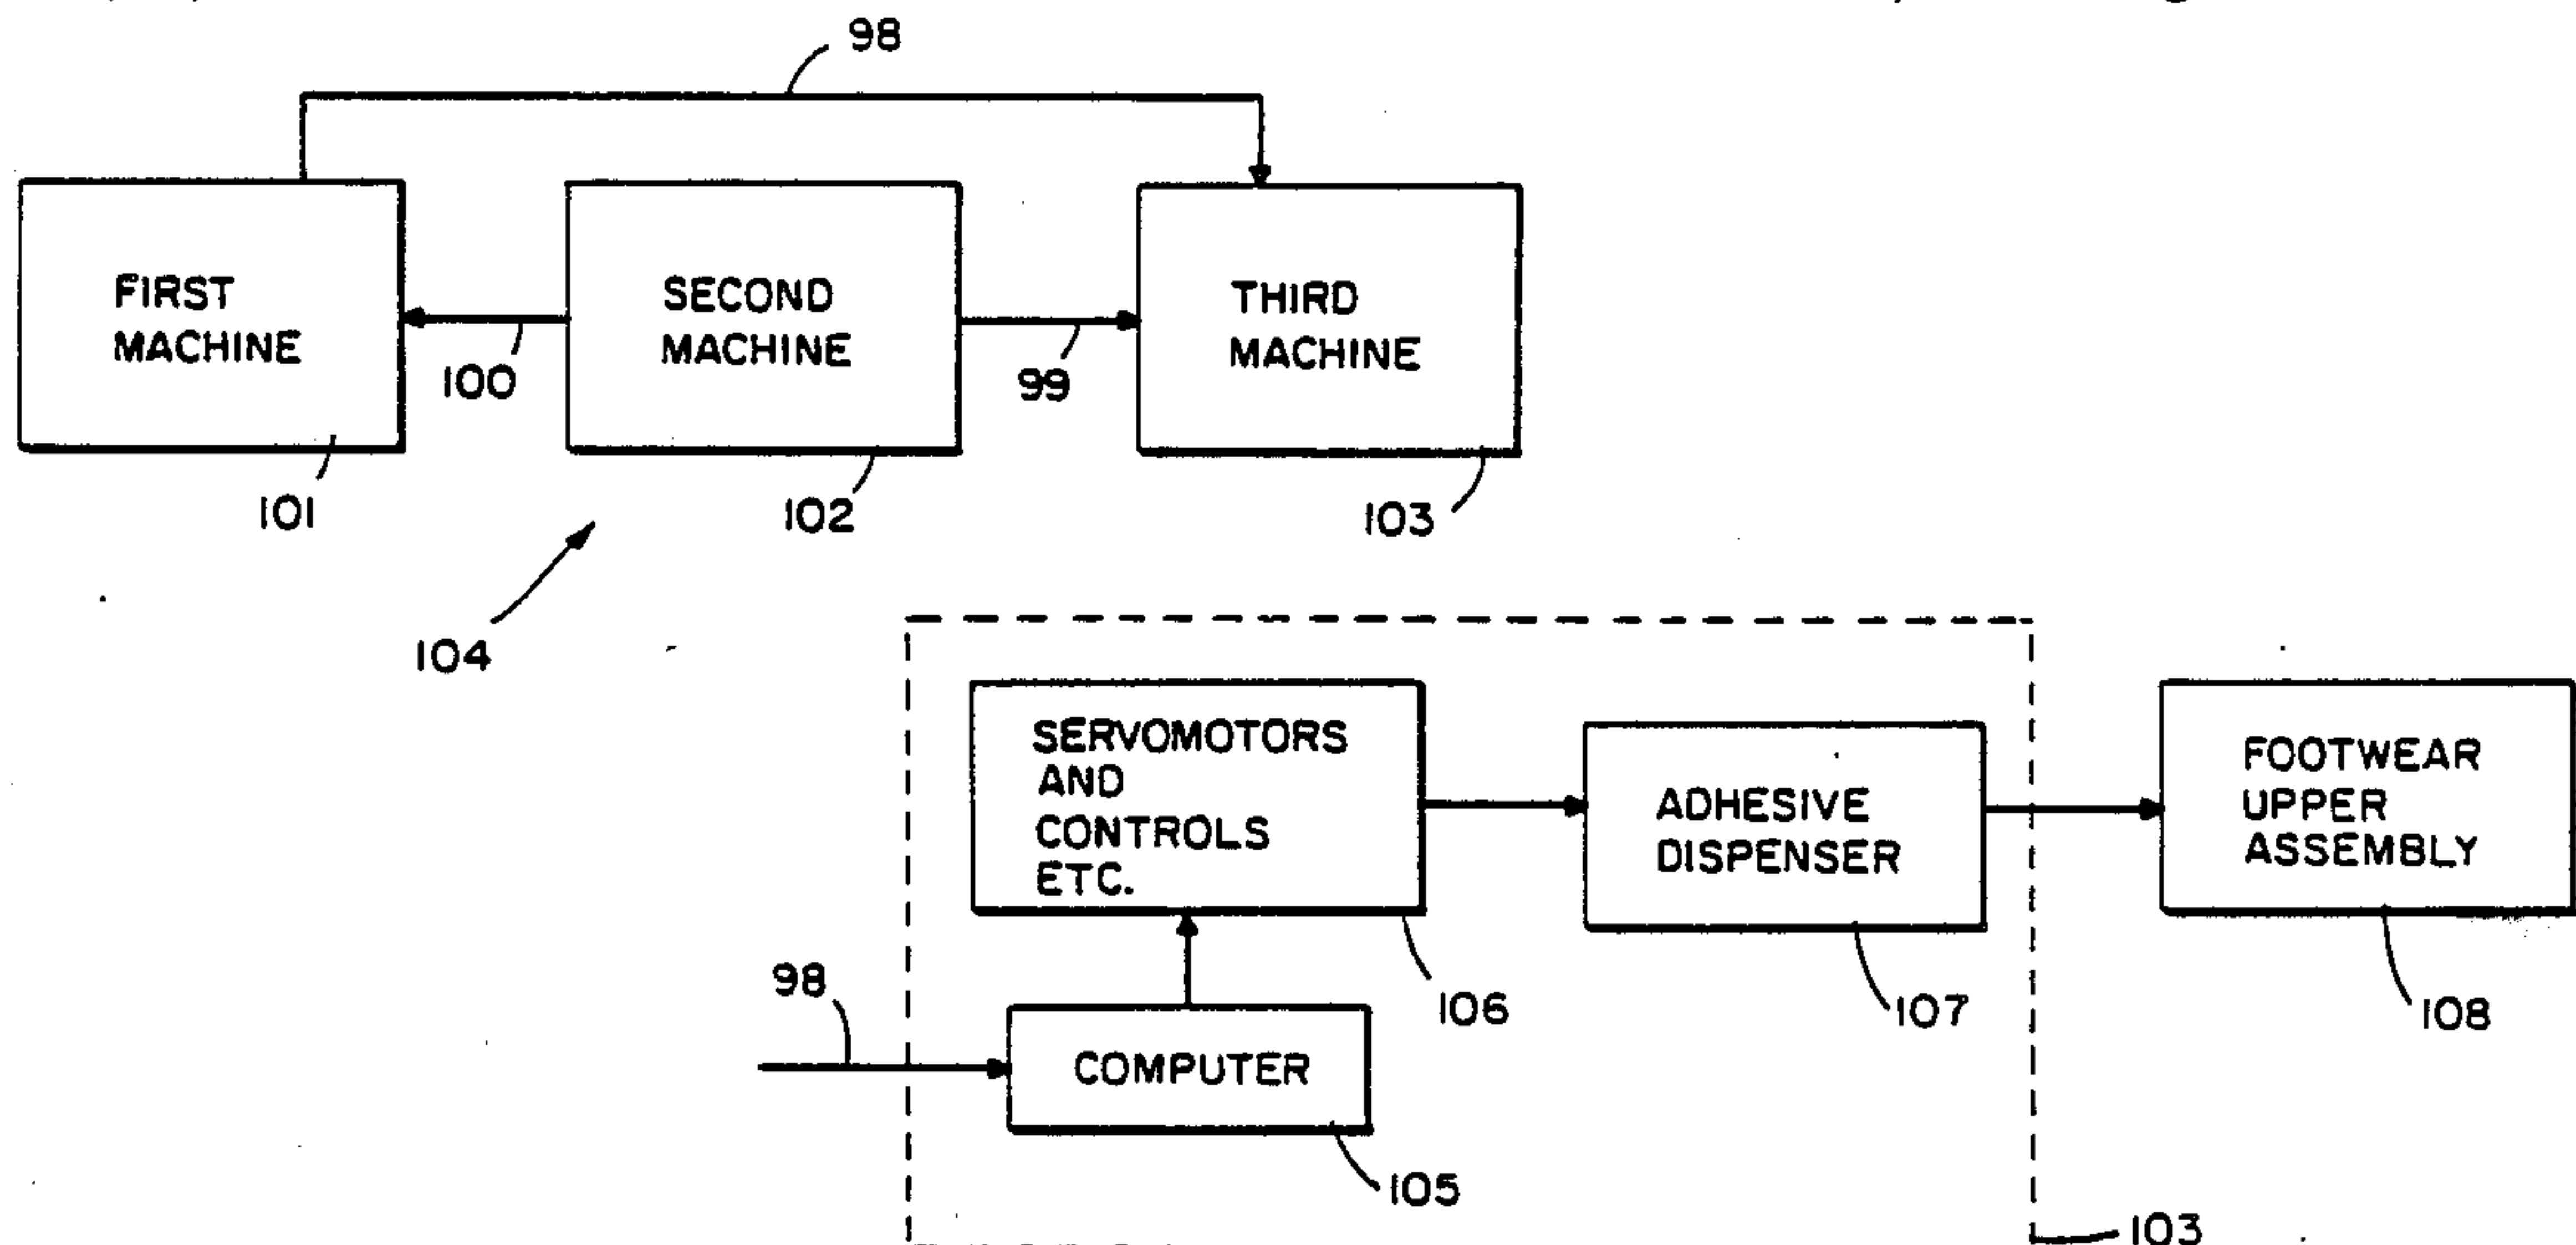 98
FIRST
MACHINE
SECOND
MACHINE
THIRD
MACHINE
100
99
101
102
103
104
SERVOMOTORS
AND
CONTROLS
ETC.
ADHESIVE
DISPENSER
FOOTWEAR
UPPER
ASSEMBLY
98
COMPUTER
106
107
108
105
103